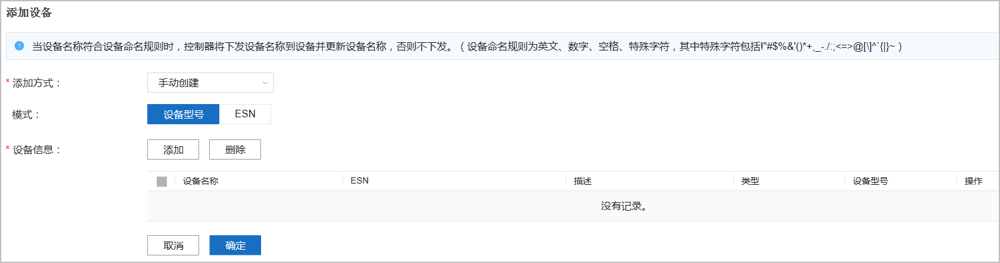 添加设备
当设备名称符合设备命名规则时，控制器将下发设备名称到设备并更新设备名称，否则不下发。（设备命名规则为英文、数字、空格、特殊字符，其中特殊字符包括!"#$%&'()*+,_-./:;<=>@[\]^`{|}~ ）
* 添加方式：
手动创建
模式：
设备型号 ESN
* 设备信息：
添加 删除
设备名称 ESN 描述 类型 设备型号 操作
没有记录。
取消 确定